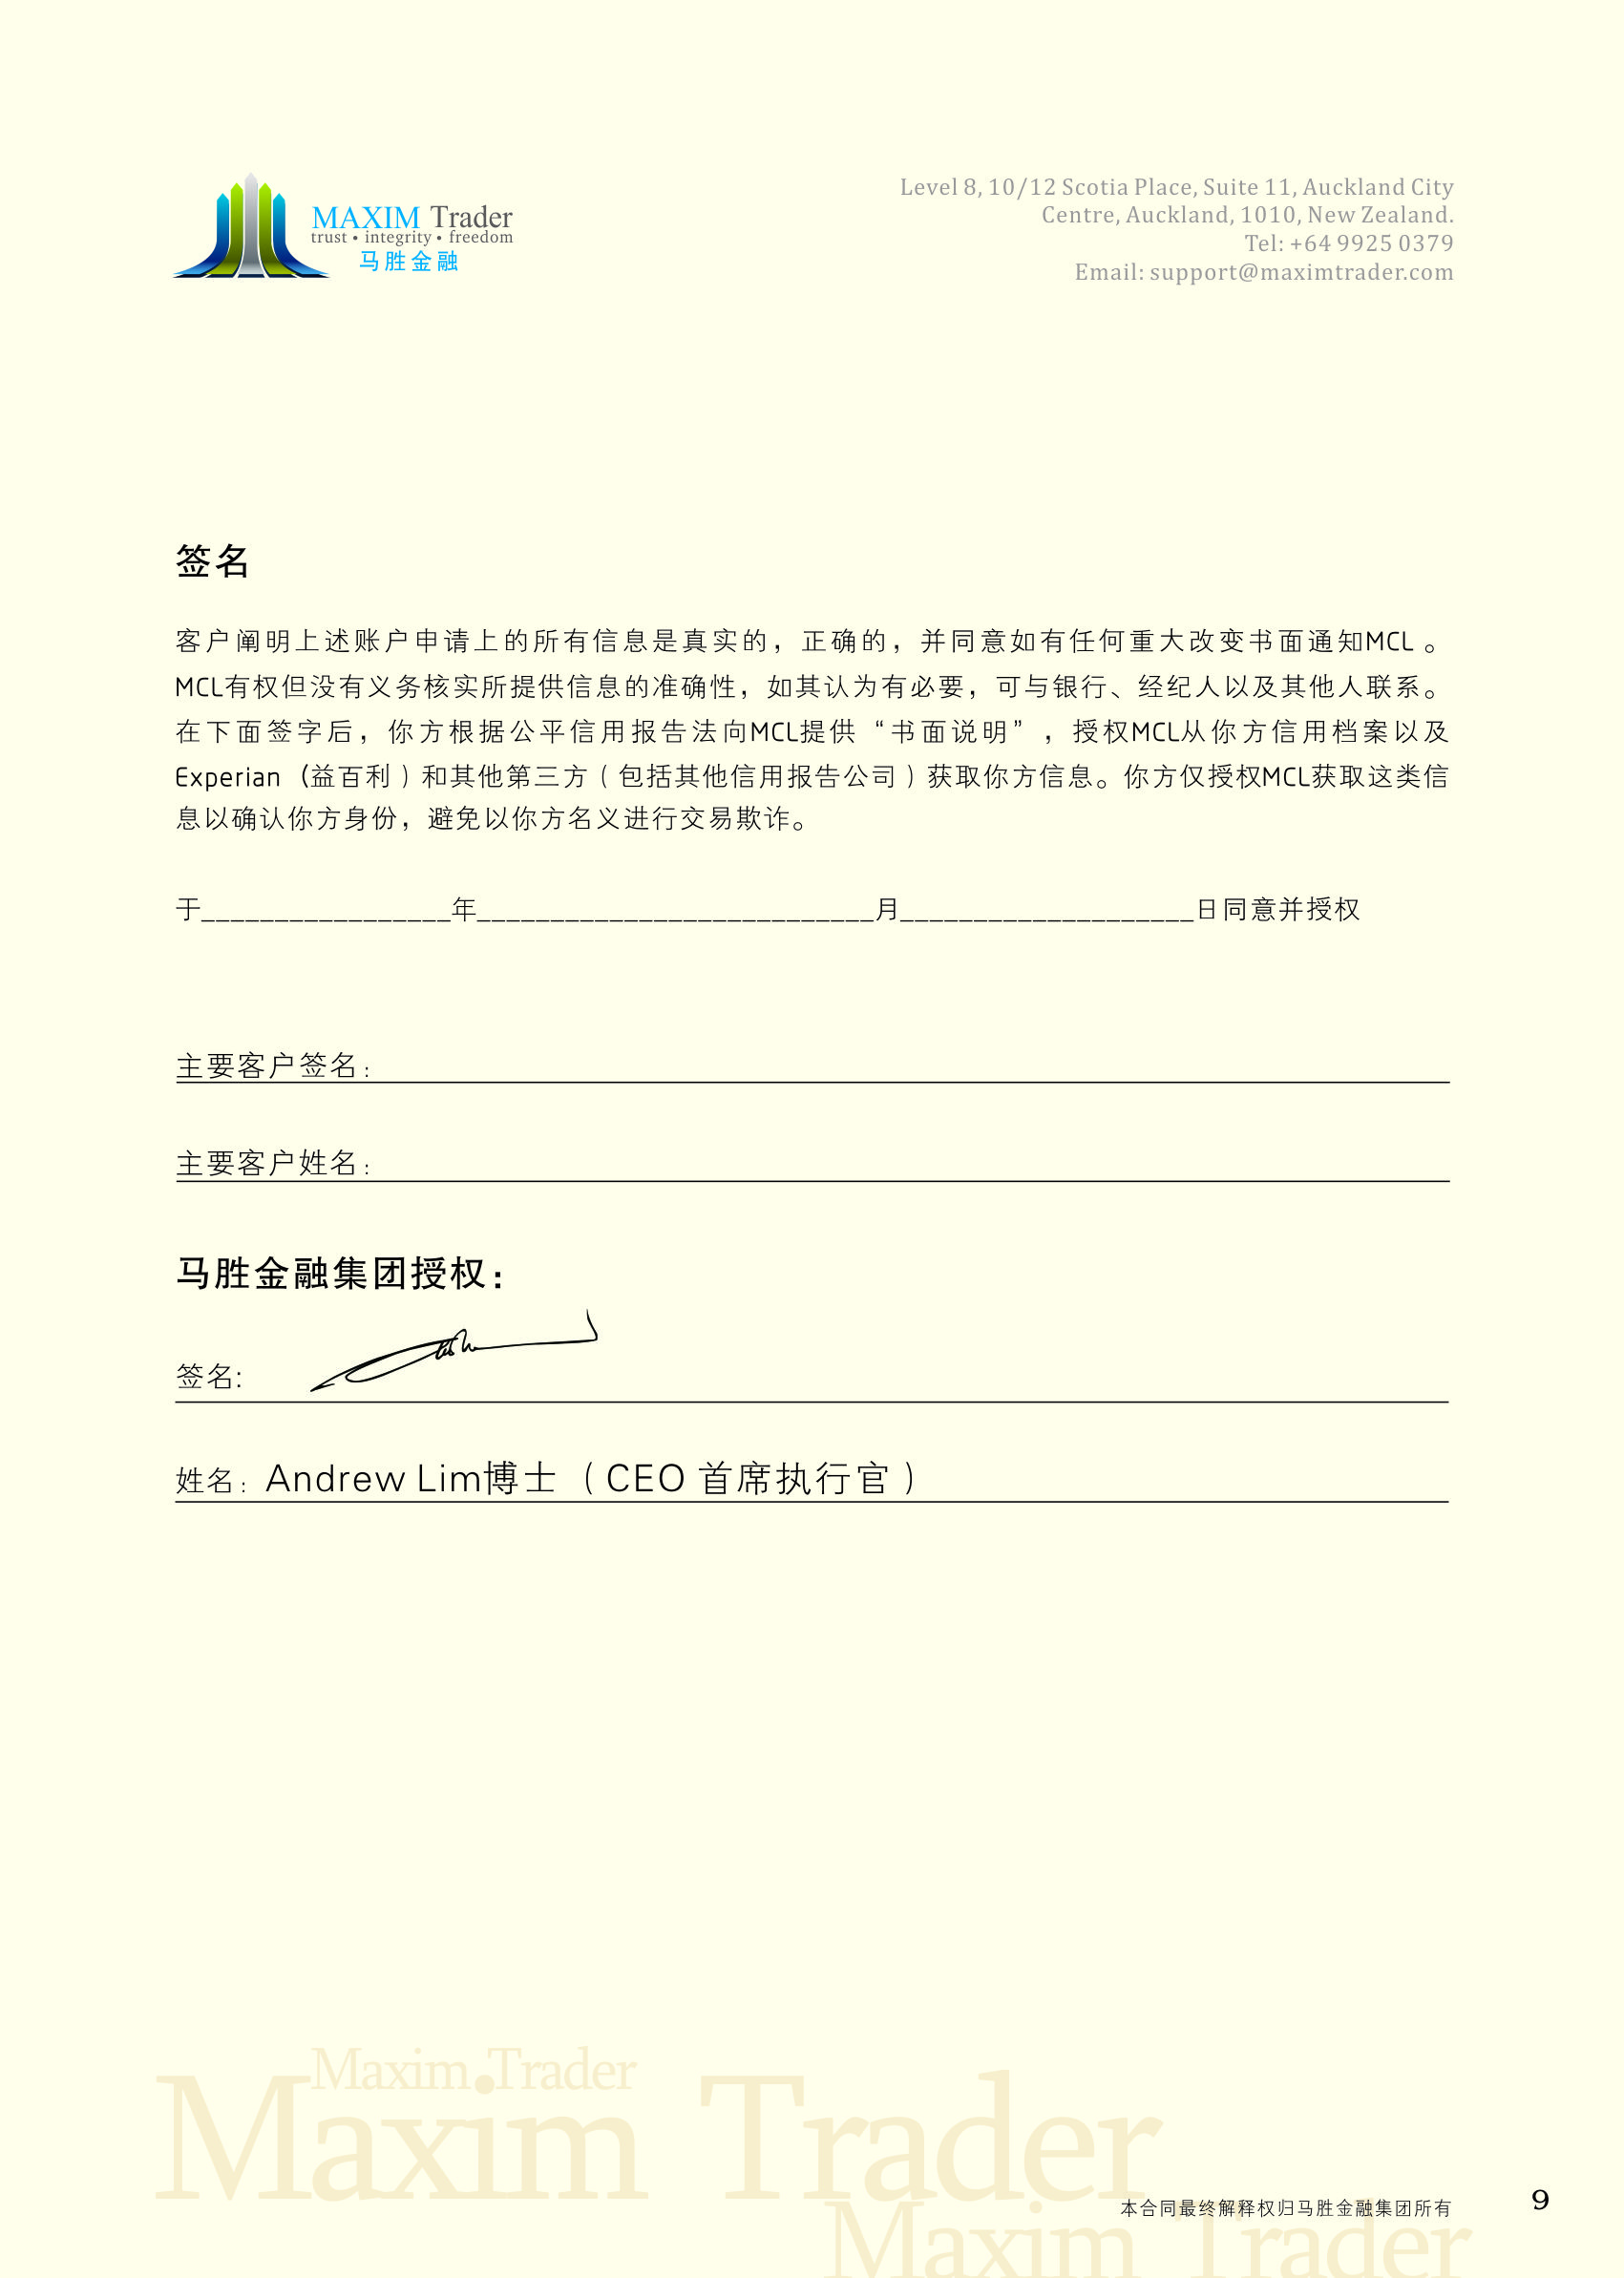 MAXIM Trader
trust • integrity • freedom
马胜金融
Level 8, 10/12 Scotia Place, Suite 11, Auckland City
Centre, Auckland, 1010, New Zealand.
Tel: +64 9925 0379
Email: support@maximtrader.com
签名
客户阐明上述账户申请上的所有信息是真实的，正确的，并同意如有任何重大改变书面通知MCL。
MCL有权但没有义务核实所提供信息的准确性，如其认为有必要，可与银行、经纪人以及其他人联系。
在下面签字后，你方根据公平信用报告法向MCL提供“书面说明”，授权MCL从你方信用档案以及
Experian（益百利）和其他第三方（包括其他信用报告公司）获取你方信息。你方仅授权MCL获取这类信
息以确认你方身份，避免以你方名义进行交易欺诈。
于_________________年___________________________月____________________日同意并授权
主要客户签名：
主要客户姓名：
马胜金融集团授权：
签名:
姓名：Andrew Lim博士（CEO 首席执行官）
Maxim Trader
Maxim Trader
Maxim Trader
本合同最终解释权归马胜金融集团所有
9